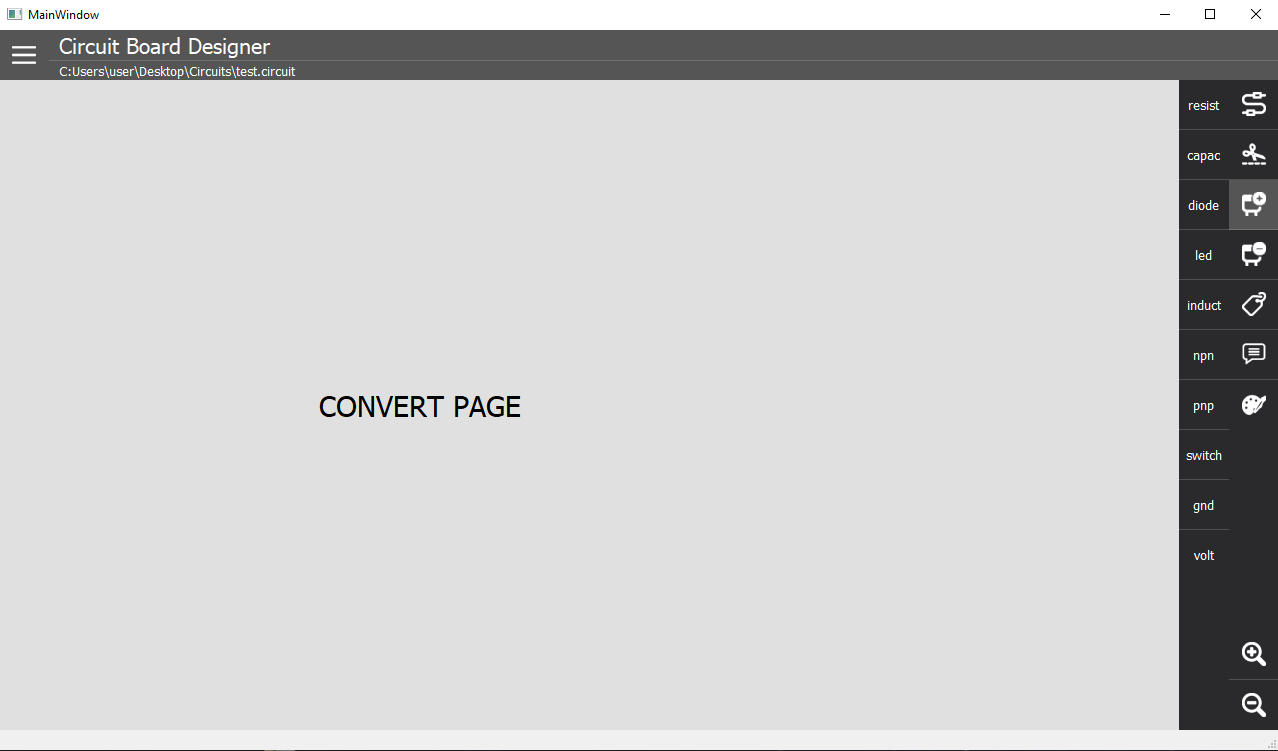 MainWindow
Circuit Board Designer
C:Users\user\Desktop\Circuits\test.circuit
resist
capac
diode
led
induct
npn
pnp
switch
gnd
volt
CONVERT PAGE